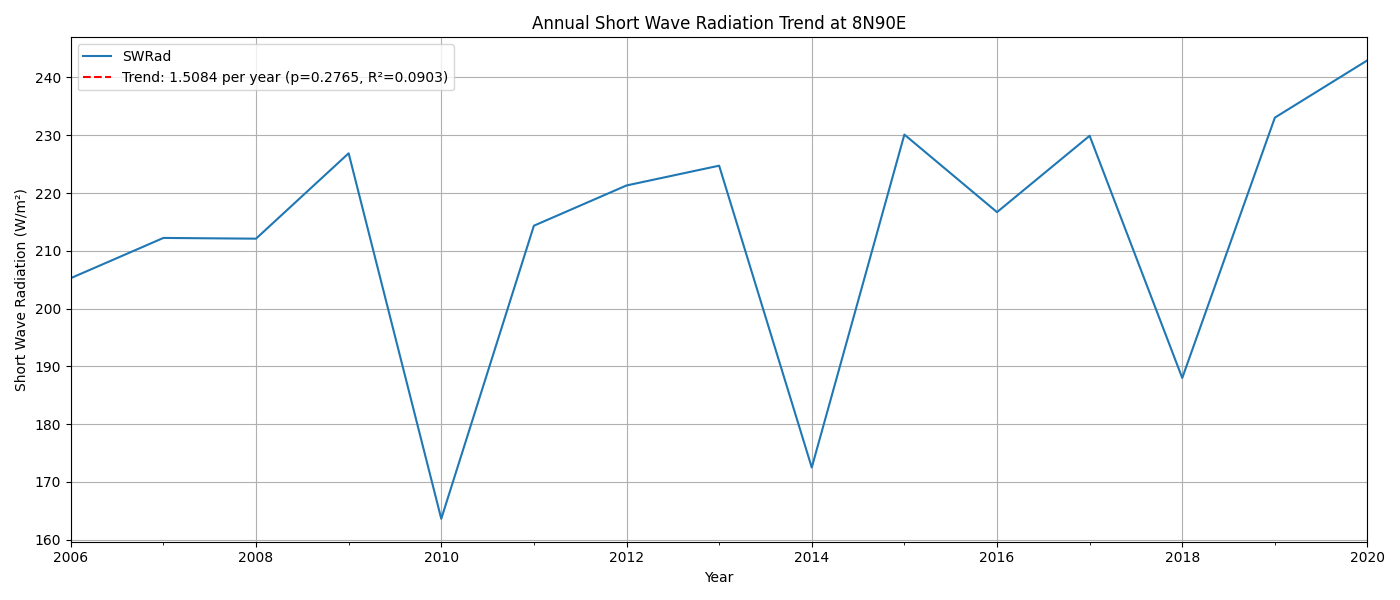 Annual Short Wave Radiation Trend at 8N90E
SWRad
Trend: 1.5084 per year (p=0.2765, R²=0.0903)
Short Wave Radiation (W/m²)
240
230
220
210
200
190
180
170
160
2006 2008 2010 2012 2014 2016 2018 2020
Year